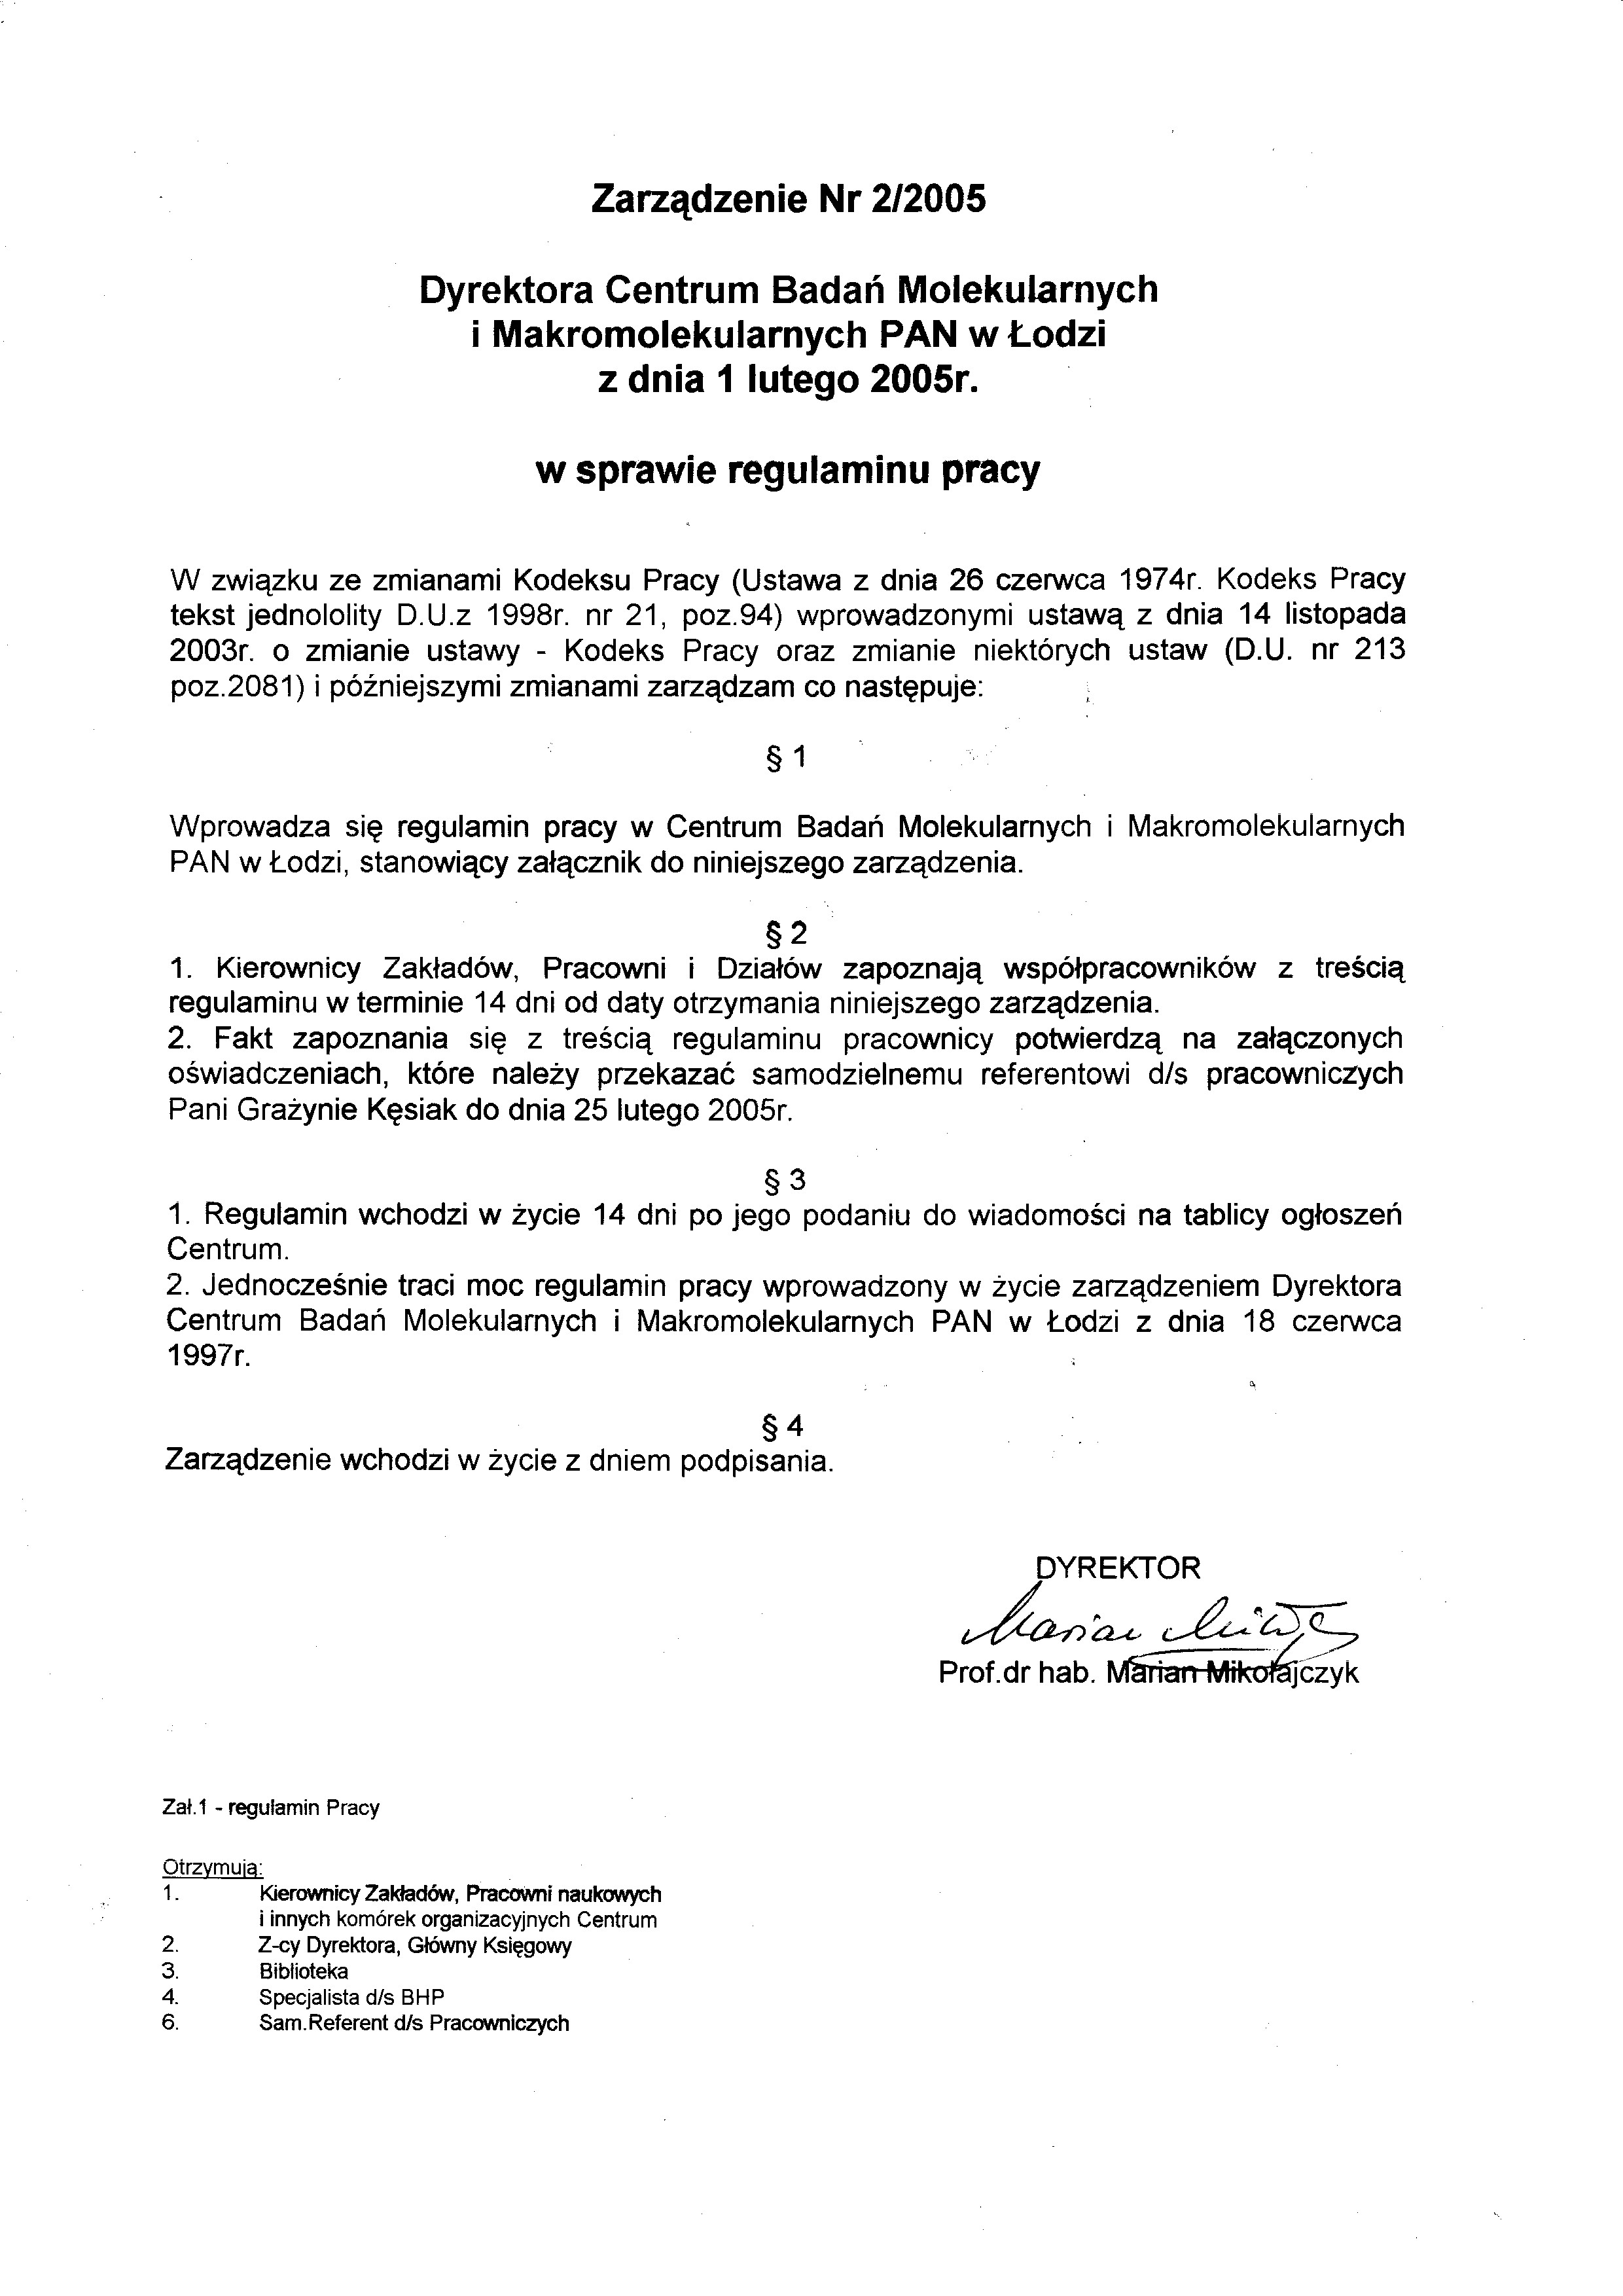 Zarządzenie Nr 2/2005
Dyrektora Centrum Badań Molekularnych
i Makromolekularnych PAN w Łodzi
z dnia 1 lutego 2005r.
w sprawie regulaminu pracy
W związku ze zmianami Kodeksu Pracy (Ustawa z dnia 26 czerwca 1974r. Kodeks Pracy
tekst jednololity D.U.z 1998r. nr 21, poz.94) wprowadzonymi ustawą z dnia 14 listopada
2003r. o zmianie ustawy - Kodeks Pracy oraz zmianie niektórych ustaw (D.U. nr 213
poz.2081) i późniejszymi zmianami zarządzam co następuje:
§ 1
Wprowadza się regulamin pracy w Centrum Badań Molekularnych i Makromolekularnych
PAN w Łodzi, stanowiący załącznik do niniejszego zarządzenia.
§ 2
1. Kierownicy Zakładów, Pracowni i Działów zapoznają współpracowników z treścią
regulaminu w terminie 14 dni od daty otrzymania niniejszego zarządzenia.
2. Fakt zapoznania się z treścią regulaminu pracownicy potwierdzą na załączonych
oświadczeniach, które należy przekazać samodzielnemu referentowi d/s pracowniczych
Pani Grażynie Kęsiak do dnia 25 lutego 2005r.
§ 3
1. Regulamin wchodzi w życie 14 dni po jego podaniu do wiadomości na tablicy ogłoszeń
Centrum.
2. Jednocześnie traci moc regulamin pracy wprowadzony w życie zarządzeniem Dyrektora
Centrum Badań Molekularnych i Makromolekularnych PAN w Łodzi z dnia 18 czerwca
1997r.
§ 4
Zarządzenie wchodzi w życie z dniem podpisania.
DYREKTOR
Marian
Prof.dr hab. Marian Mikołajczyk
Zał.1 - regulamin Pracy
Otrzymują:
1. Kierownicy Zakładów, Pracowni naukowych
i innych komórek organizacyjnych Centrum
2. Z-cy Dyrektora, Główny Księgowy
3. Biblioteka
4. Specjalista d/s BHP
6. Sam.Referent d/s Pracowniczych